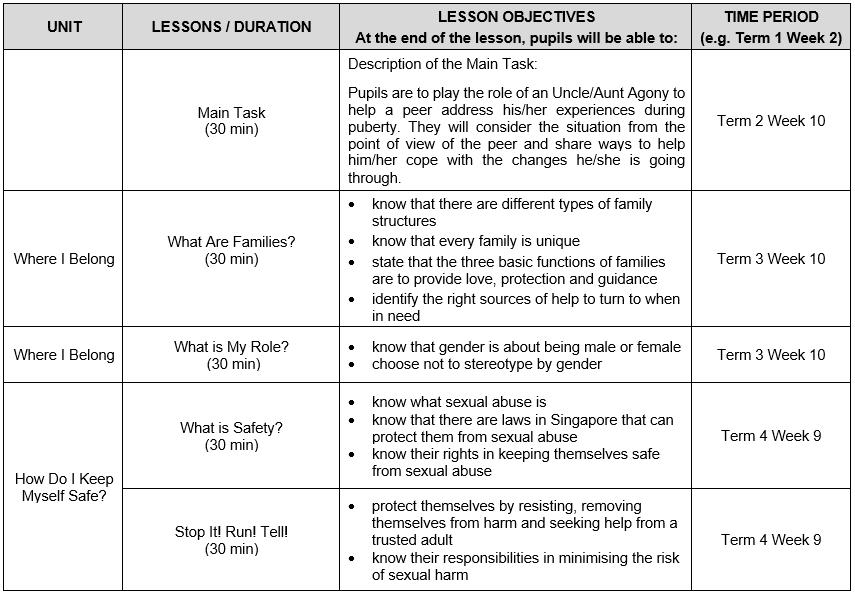 UNIT
LESSONS / DURATION
LESSON OBJECTIVES
At the end of the lesson, pupils will be able to:
TIME PERIOD
(e.g. Term 1 Week 2)
Main Task
(30 min)
Description of the Main Task:
Pupils are to play the role of an Uncle/Aunt Agony to
help a peer address his/her experiences during
puberty. They will consider the situation from the
point of view of the peer and share ways to help
him/her cope with the changes he/she is going
through.
Term 2 Week 10
Where I Belong
What Are Families?
(30 min)
• know that there are different types of family
structures
• know that every family is unique
• state that the three basic functions of families
are to provide love, protection and guidance
• identify the right sources of help to turn to when
in need
Term 3 Week 10
Where I Belong
What is My Role?
(30 min)
• know that gender is about being male or female
• choose not to stereotype by gender
Term 3 Week 10
How Do I Keep
Myself Safe?
What is Safety?
(30 min)
• know what sexual abuse is
• know that there are laws in Singapore that can
protect them from sexual abuse
• know their rights in keeping themselves safe
from sexual abuse
Term 4 Week 9
Stop It! Run! Tell!
(30 min)
• protect themselves by resisting, removing
themselves from harm and seeking help from a
trusted adult
• know their responsibilities in minimising the risk
of sexual harm
Term 4 Week 9